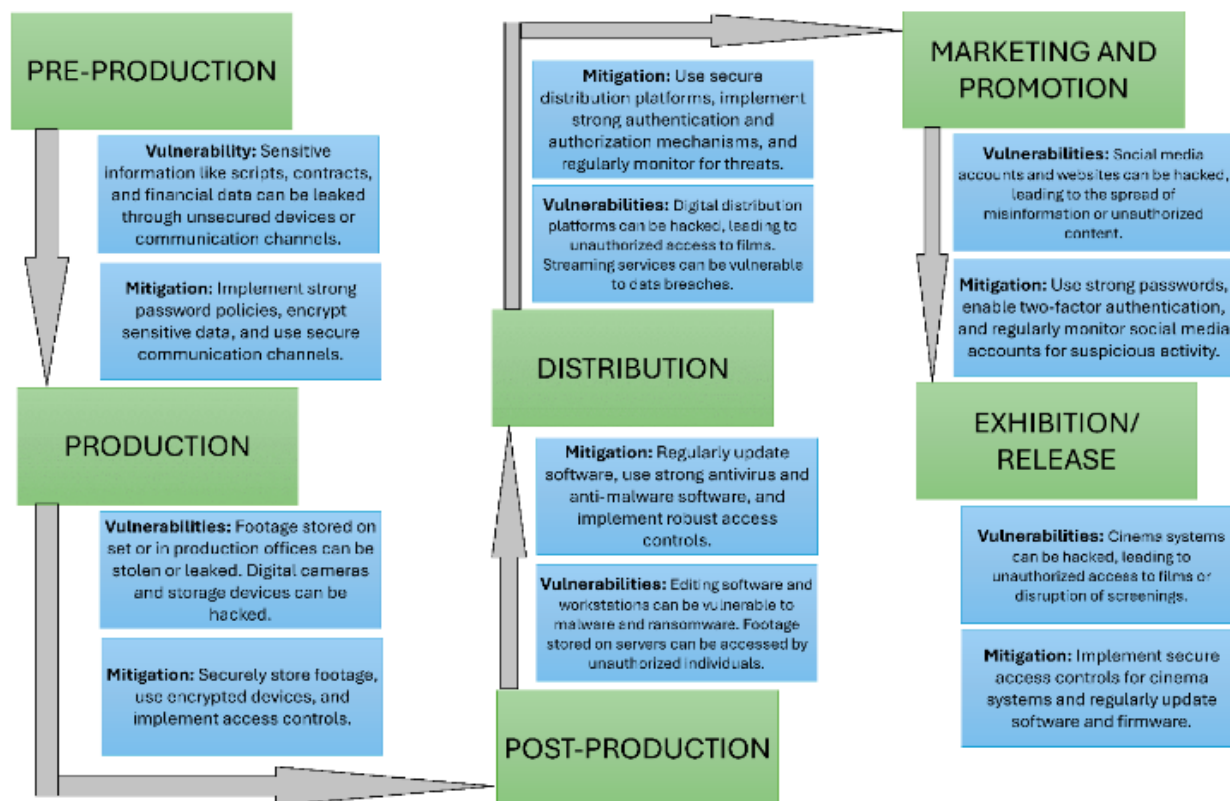 PRE-PRODUCTION
Vulnerability: Sensitive
information like scripts, contracts,
and financial data can be leaked
through unsecured devices or
communication channels.
Mitigation: Implement strong
password policies, encrypt
sensitive data, and use secure
communication channels.
PRODUCTION
Vulnerabilities: Footage stored on
set or in production offices can be
stolen or leaked. Digital cameras
and storage devices can be
hacked.
Mitigation: Securely store footage,
use encrypted devices, and
implement access controls.
POST-PRODUCTION
Vulnerabilities: Editing software and
workstations can be vulnerable to
malware and ransomware. Footage
stored on servers can be accessed by
unauthorized individuals.
Mitigation: Regularly update
software, use strong antivirus and
anti-malware software, and
implement robust access
controls.
DISTRIBUTION
Vulnerabilities: Digital distribution
platforms can be hacked, leading to
unauthorized access to films.
Streaming services can be vulnerable
to data breaches.
Mitigation: Use secure
distribution platforms, implement
strong authentication and
authorization mechanisms, and
regularly monitor for threats.
MARKETING AND
PROMOTION
Vulnerabilities: Social media
accounts and websites can be hacked,
leading to the spread of
misinformation or unauthorized
content.
Mitigation: Use strong passwords,
enable two-factor authentication,
and regularly monitor social media
accounts for suspicious activity.
EXHIBITION/
RELEASE
Vulnerabilities: Cinema systems
can be hacked, leading to
unauthorized access to films or
disruption of screenings.
Mitigation: Implement secure
access controls for cinema
systems and regularly update
software and firmware.